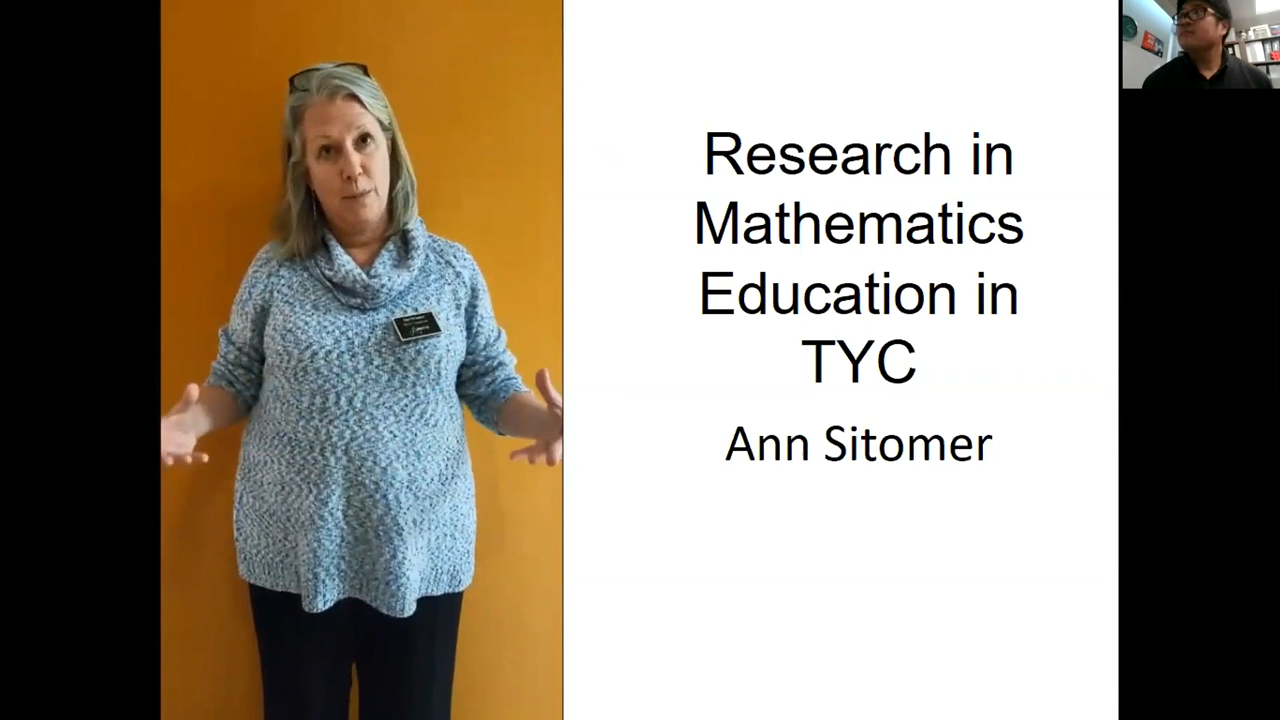 Research in
Mathematics
Education in
TYC
Ann Sitomer